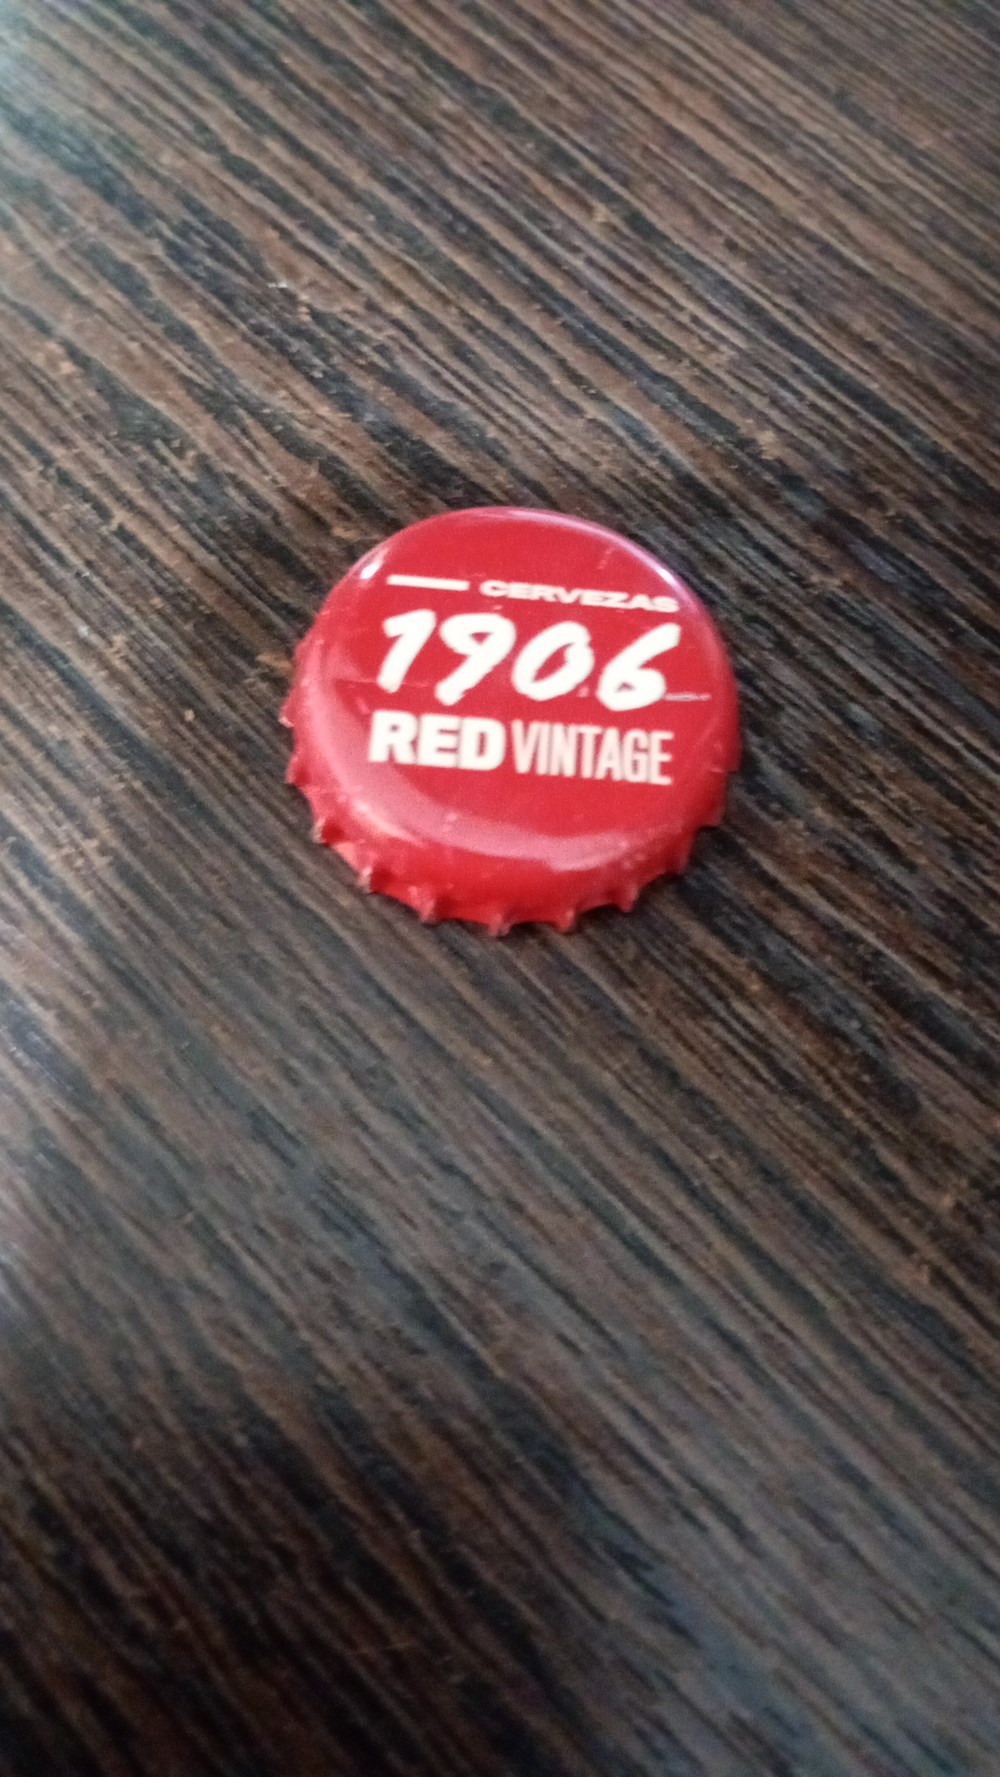 CERVEZAS
1906
RED VINTAGE